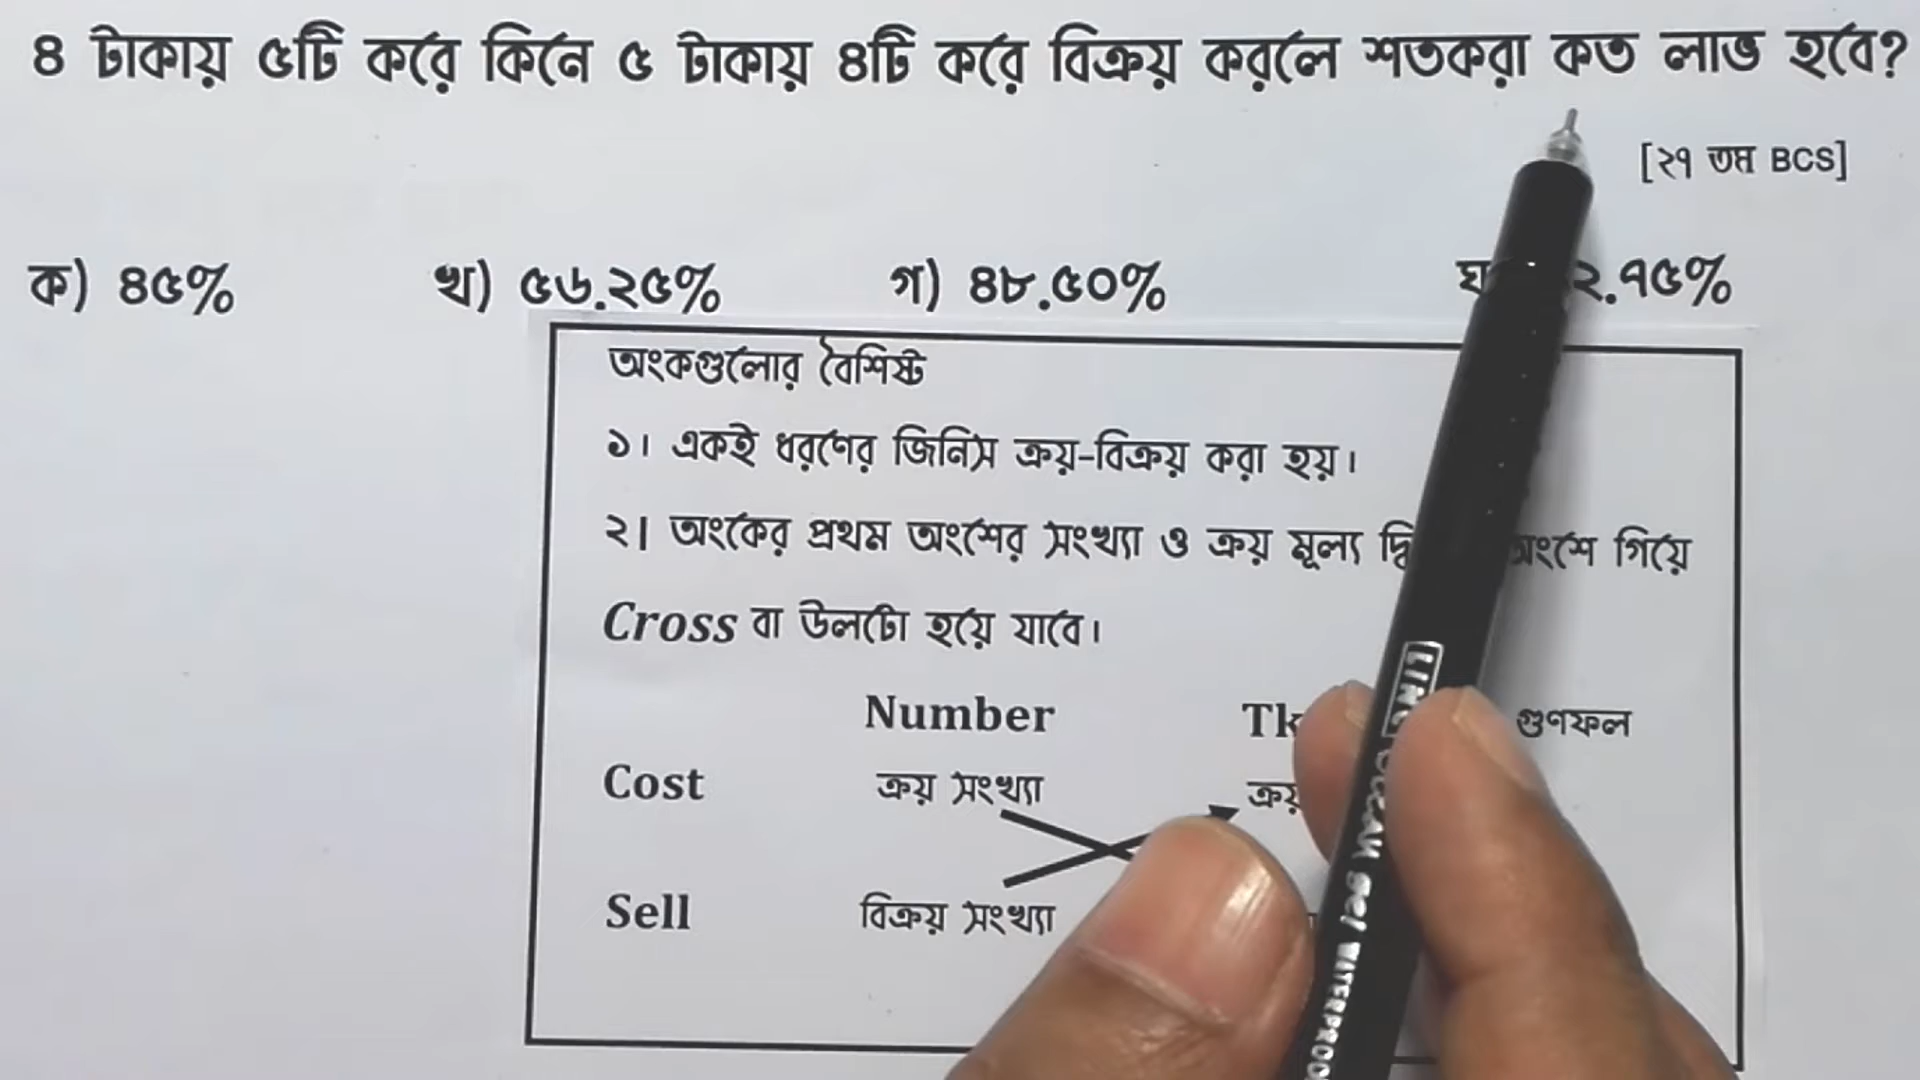 ৪ টাকায় ৫টি করে কিনে ৫ টাকায় ৪টি করে বিক্রয় করলে শতকরা কত লাভ হবে?
[২৭ তম BCS]
ক) ৪৫% খ) ৫৬.২৫% গ) ৪৮.৫০% ঘ ২.৭৫%
অংকগুলোর বৈশিষ্ট
১। একই ধরণের জিনিস ক্রয়-বিক্রয় করা হয়।
২। অংকের প্রথম অংশের সংখ্যা ও ক্রয় মূল্য দ্বি অংশে গিয়ে
Cross বা উলটো হয়ে যাবে।
Number Tk গুণফল
Cost ক্রয় সংখ্যা ক্রয়
Sell বিক্রয় সংখ্যা